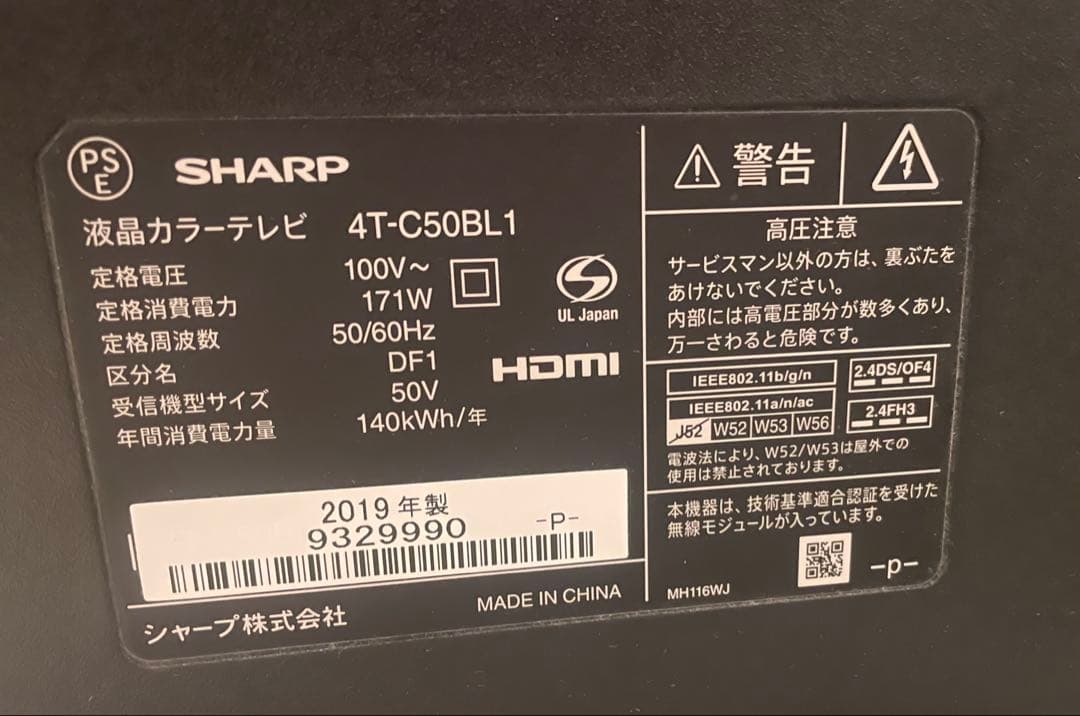 PS
E
SHARP
液晶カラーテレビ 4T-C50BL1
定格電圧 100V～
定格消費電力 171W
定格周波数 50/60Hz
区分名 DF1
受信機型サイズ 50V
年間消費電力量 140kWh/年
UL Japan
HDMI
2019 年製
9329990 -P-
シャープ株式会社
MADE IN CHINA
警告
高圧注意
サービスマン以外の方は、裏ぶたを
あけないでください。
内部には高電圧部分が数多くあり、
万一さわると危険です。
IEEE802.11b/g/n
IEEE802.11a/n/ac
J52 W52 W53 W56
2.4DS/OF4
2.4FH3
電波法により、W52/W53は屋外での
使用は禁止されております。
本機器は、技術基準適合認証を受けた
無線モジュールが入っています。
MH116WJ
-p-